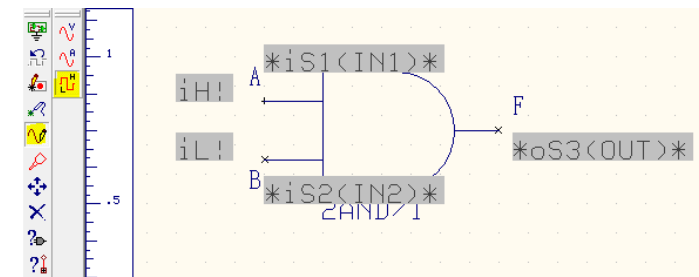 V
A
H
1
*iS1(IN1)*
A
iH!
F
iL!
*oS3(OUT)*
B
*iS2(IN2)*
.5
2AND/1